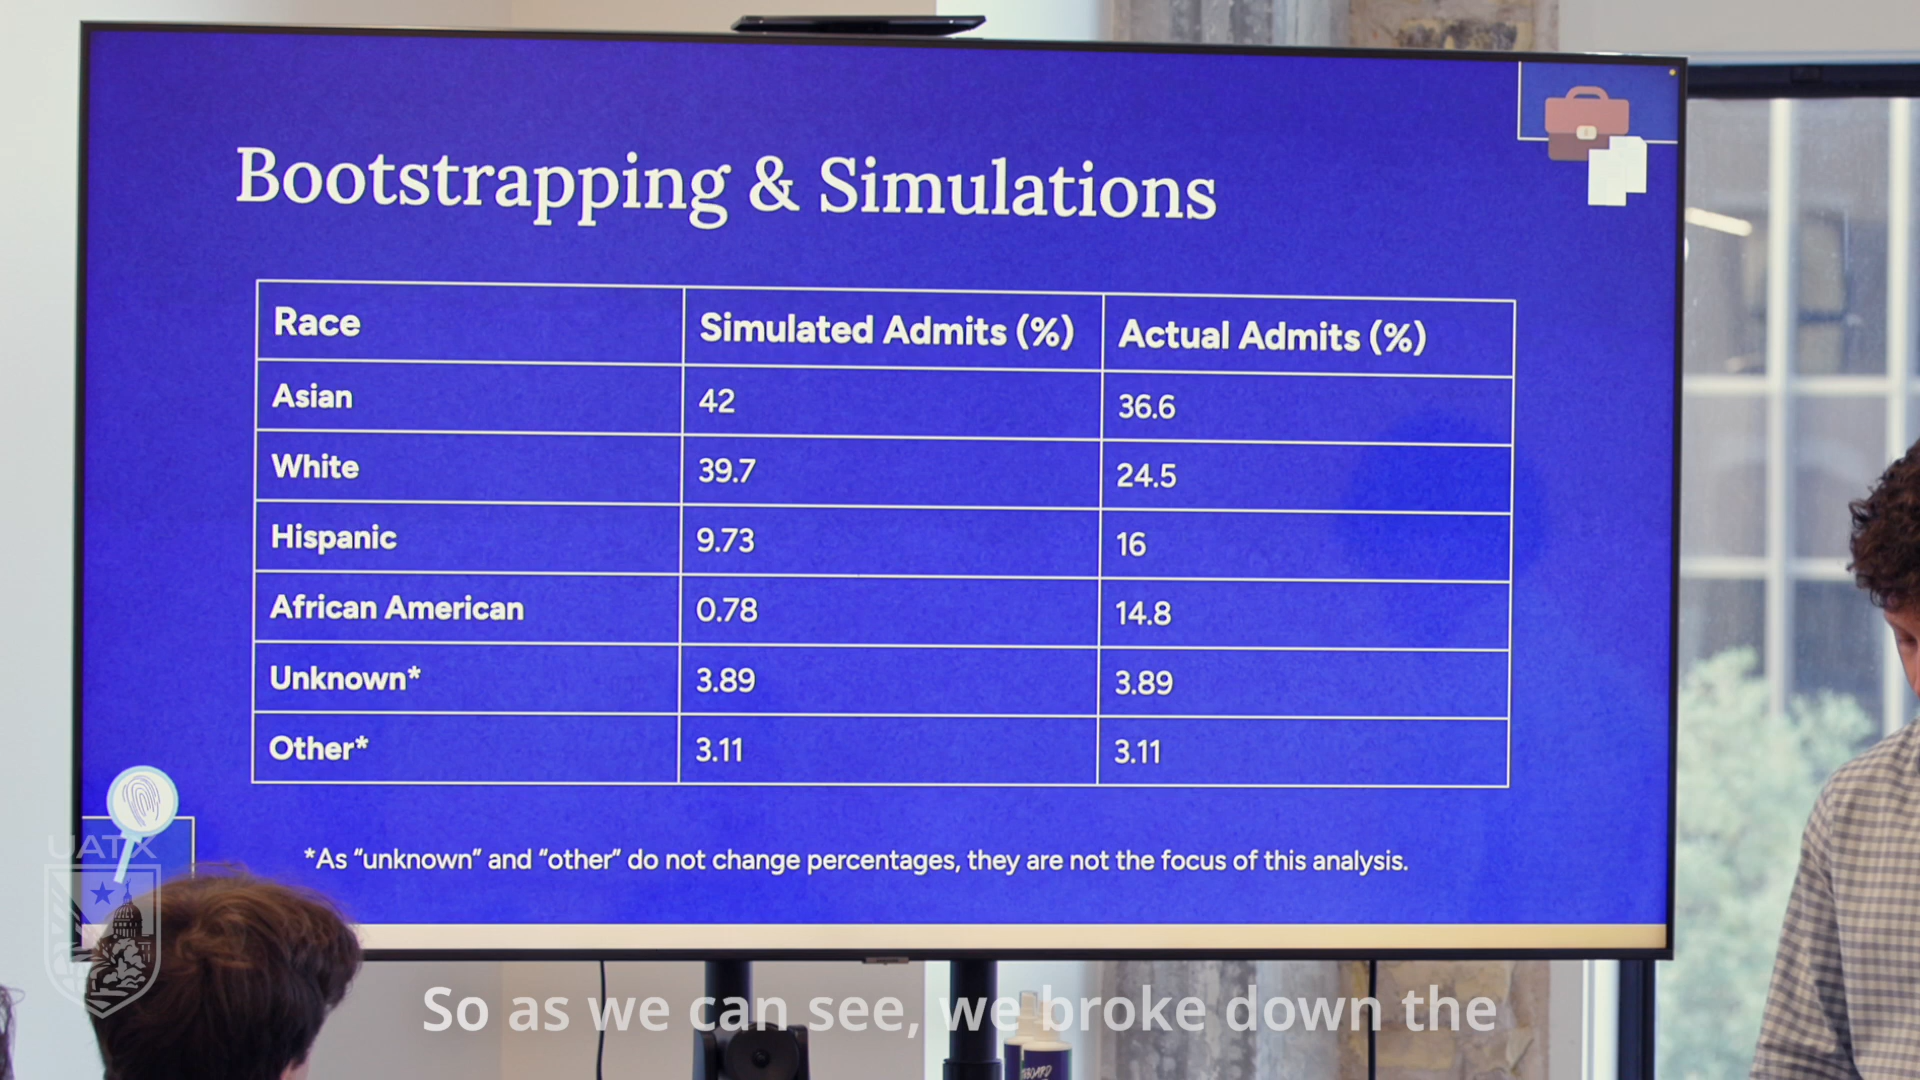 Bootstrapping & Simulations
Race Simulated Admits (%) Actual Admits (%)
Asian 42 36.6
White 39.7 24.5
Hispanic 9.73 16
African American 0.78 14.8
Unknown* 3.89 3.89
Other* 3.11 3.11
*As “unknown” and “other” do not change percentages, they are not the focus of this analysis.
UATX
So as we can see, we broke down the